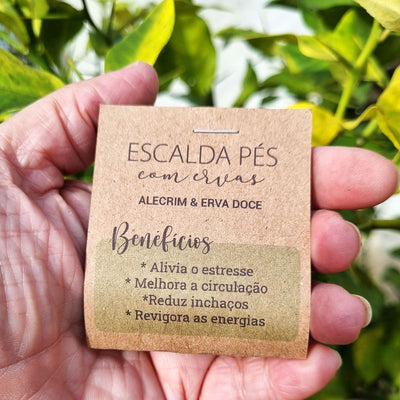 ESCALDA PÉS
com ervas
ALECRIM & ERVA DOCE
Benefícios
* Alivia o estresse
* Melhora a circulação
*Reduz inchaços
* Revigora as energias